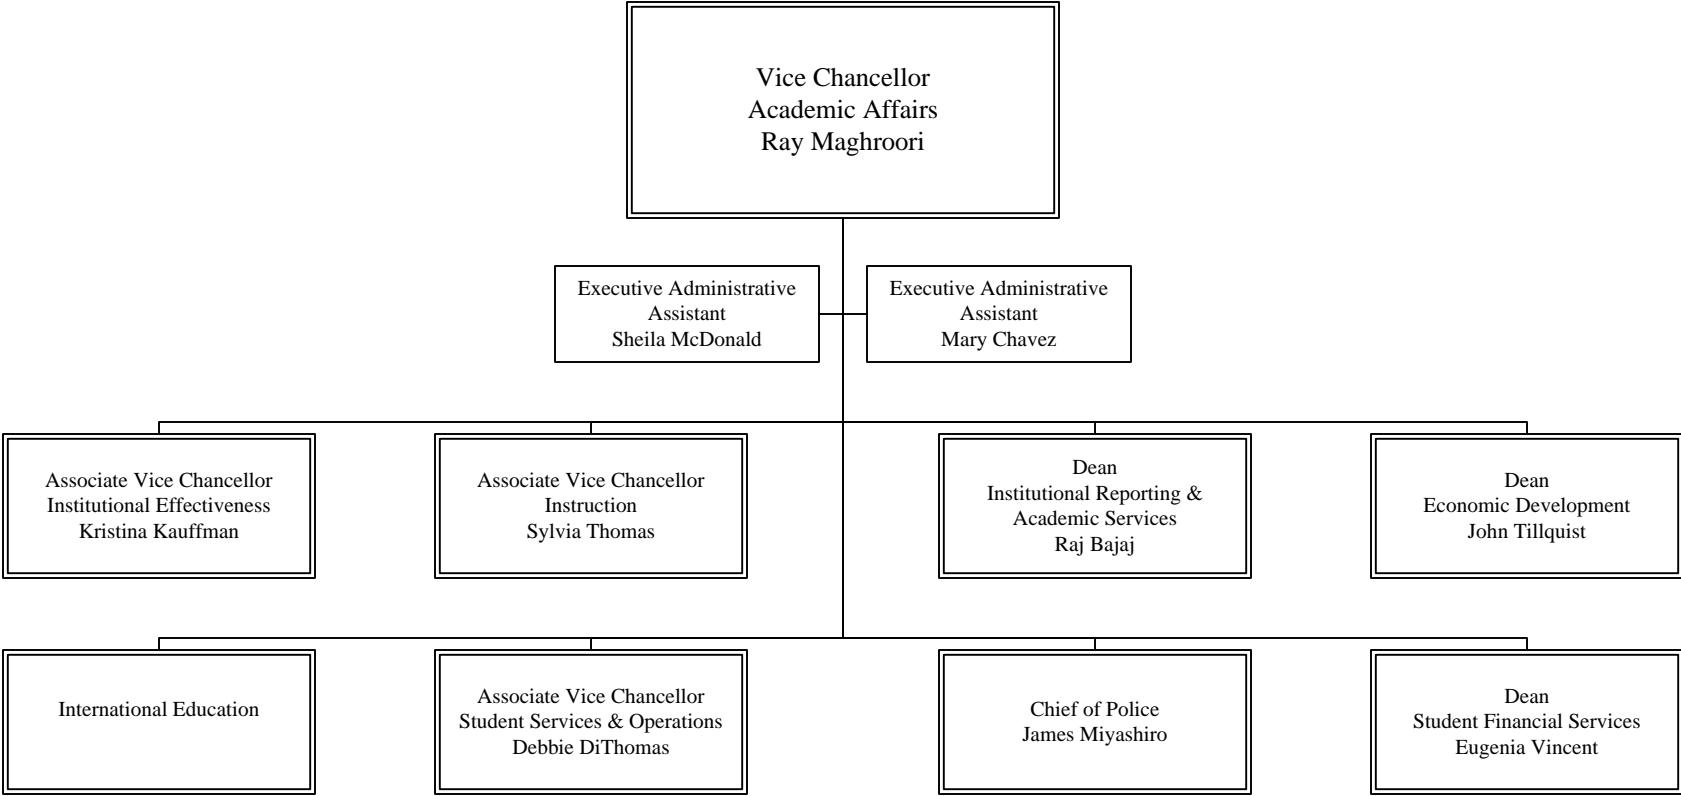 Vice Chancellor
Academic Affairs
Ray Maghroori
Executive Administrative
Assistant
Sheila McDonald
Executive Administrative
Assistant
Mary Chavez
Associate Vice Chancellor
Institutional Effectiveness
Kristina Kauffman
Associate Vice Chancellor
Instruction
Sylvia Thomas
Dean
Institutional Reporting &
Academic Services
Raj Bajaj
Dean
Economic Development
John Tillquist
International Education
Associate Vice Chancellor
Student Services & Operations
Debbie DiThomas
Chief of Police
James Miyashiro
Dean
Student Financial Services
Eugenia Vincent